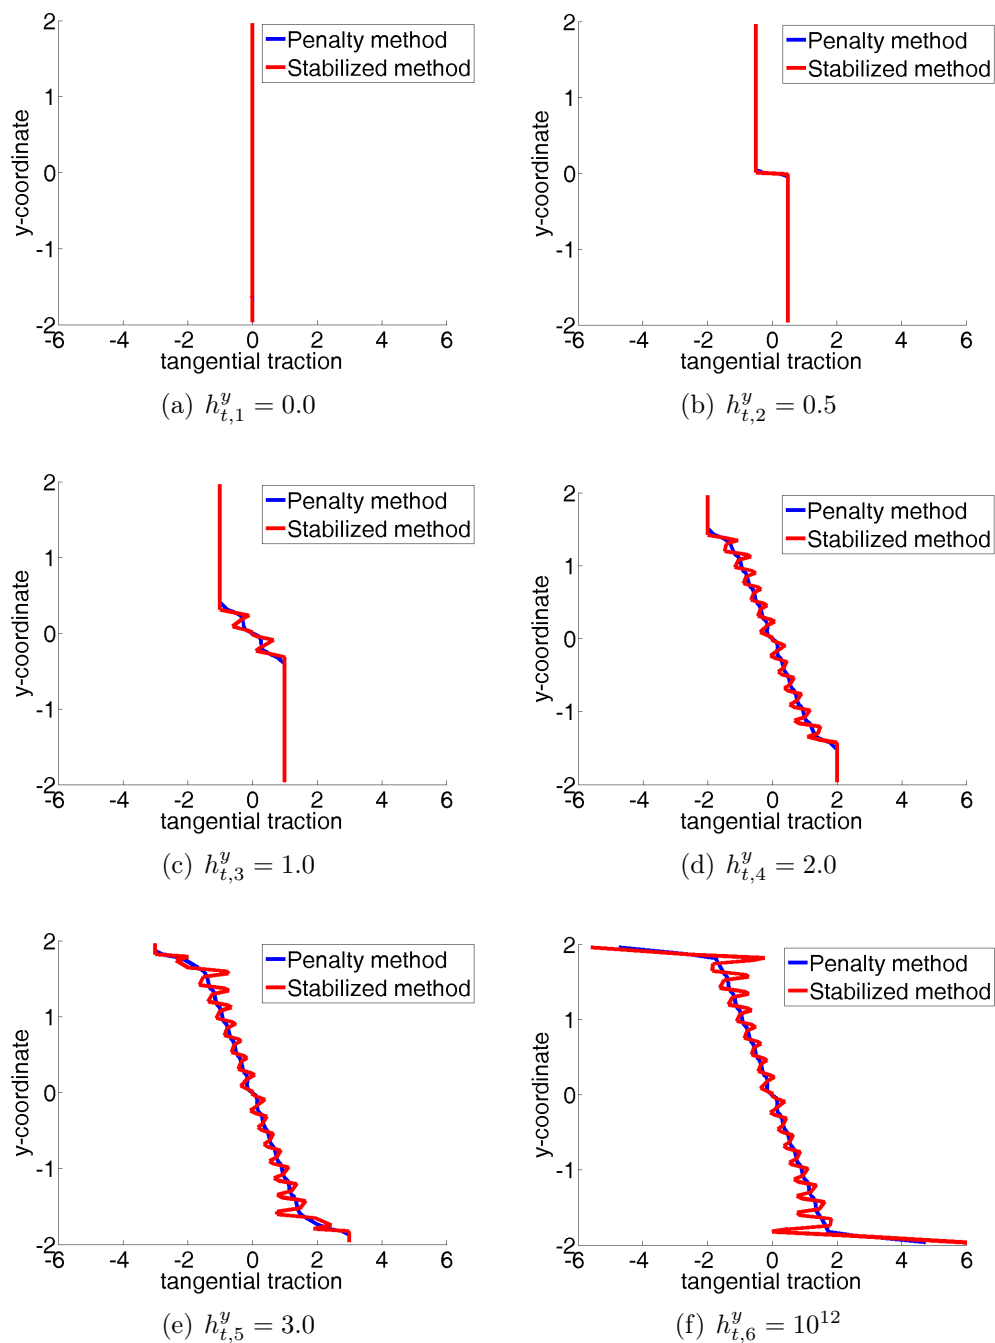 Penalty method
Stabilized method
y-coordinate
2
1
0
-1
-2
-6
-4
-2
0
2
4
6
tangential traction
(a) h^y_{t,1} = 0.0
Penalty method
Stabilized method
y-coordinate
2
1
0
-1
-2
-6
-4
-2
0
2
4
6
tangential traction
(b) h^y_{t,2} = 0.5
Penalty method
Stabilized method
y-coordinate
2
1
0
-1
-2
-6
-4
-2
0
2
4
6
tangential traction
(c) h^y_{t,3} = 1.0
Penalty method
Stabilized method
y-coordinate
2
1
0
-1
-2
-6
-4
-2
0
2
4
6
tangential traction
(d) h^y_{t,4} = 2.0
Penalty method
Stabilized method
y-coordinate
2
1
0
-1
-2
-6
-4
-2
0
2
4
6
tangential traction
(e) h^y_{t,5} = 3.0
Penalty method
Stabilized method
y-coordinate
2
1
0
-1
-2
-6
-4
-2
0
2
4
6
tangential traction
(f) h^y_{t,6} = 10^{12}